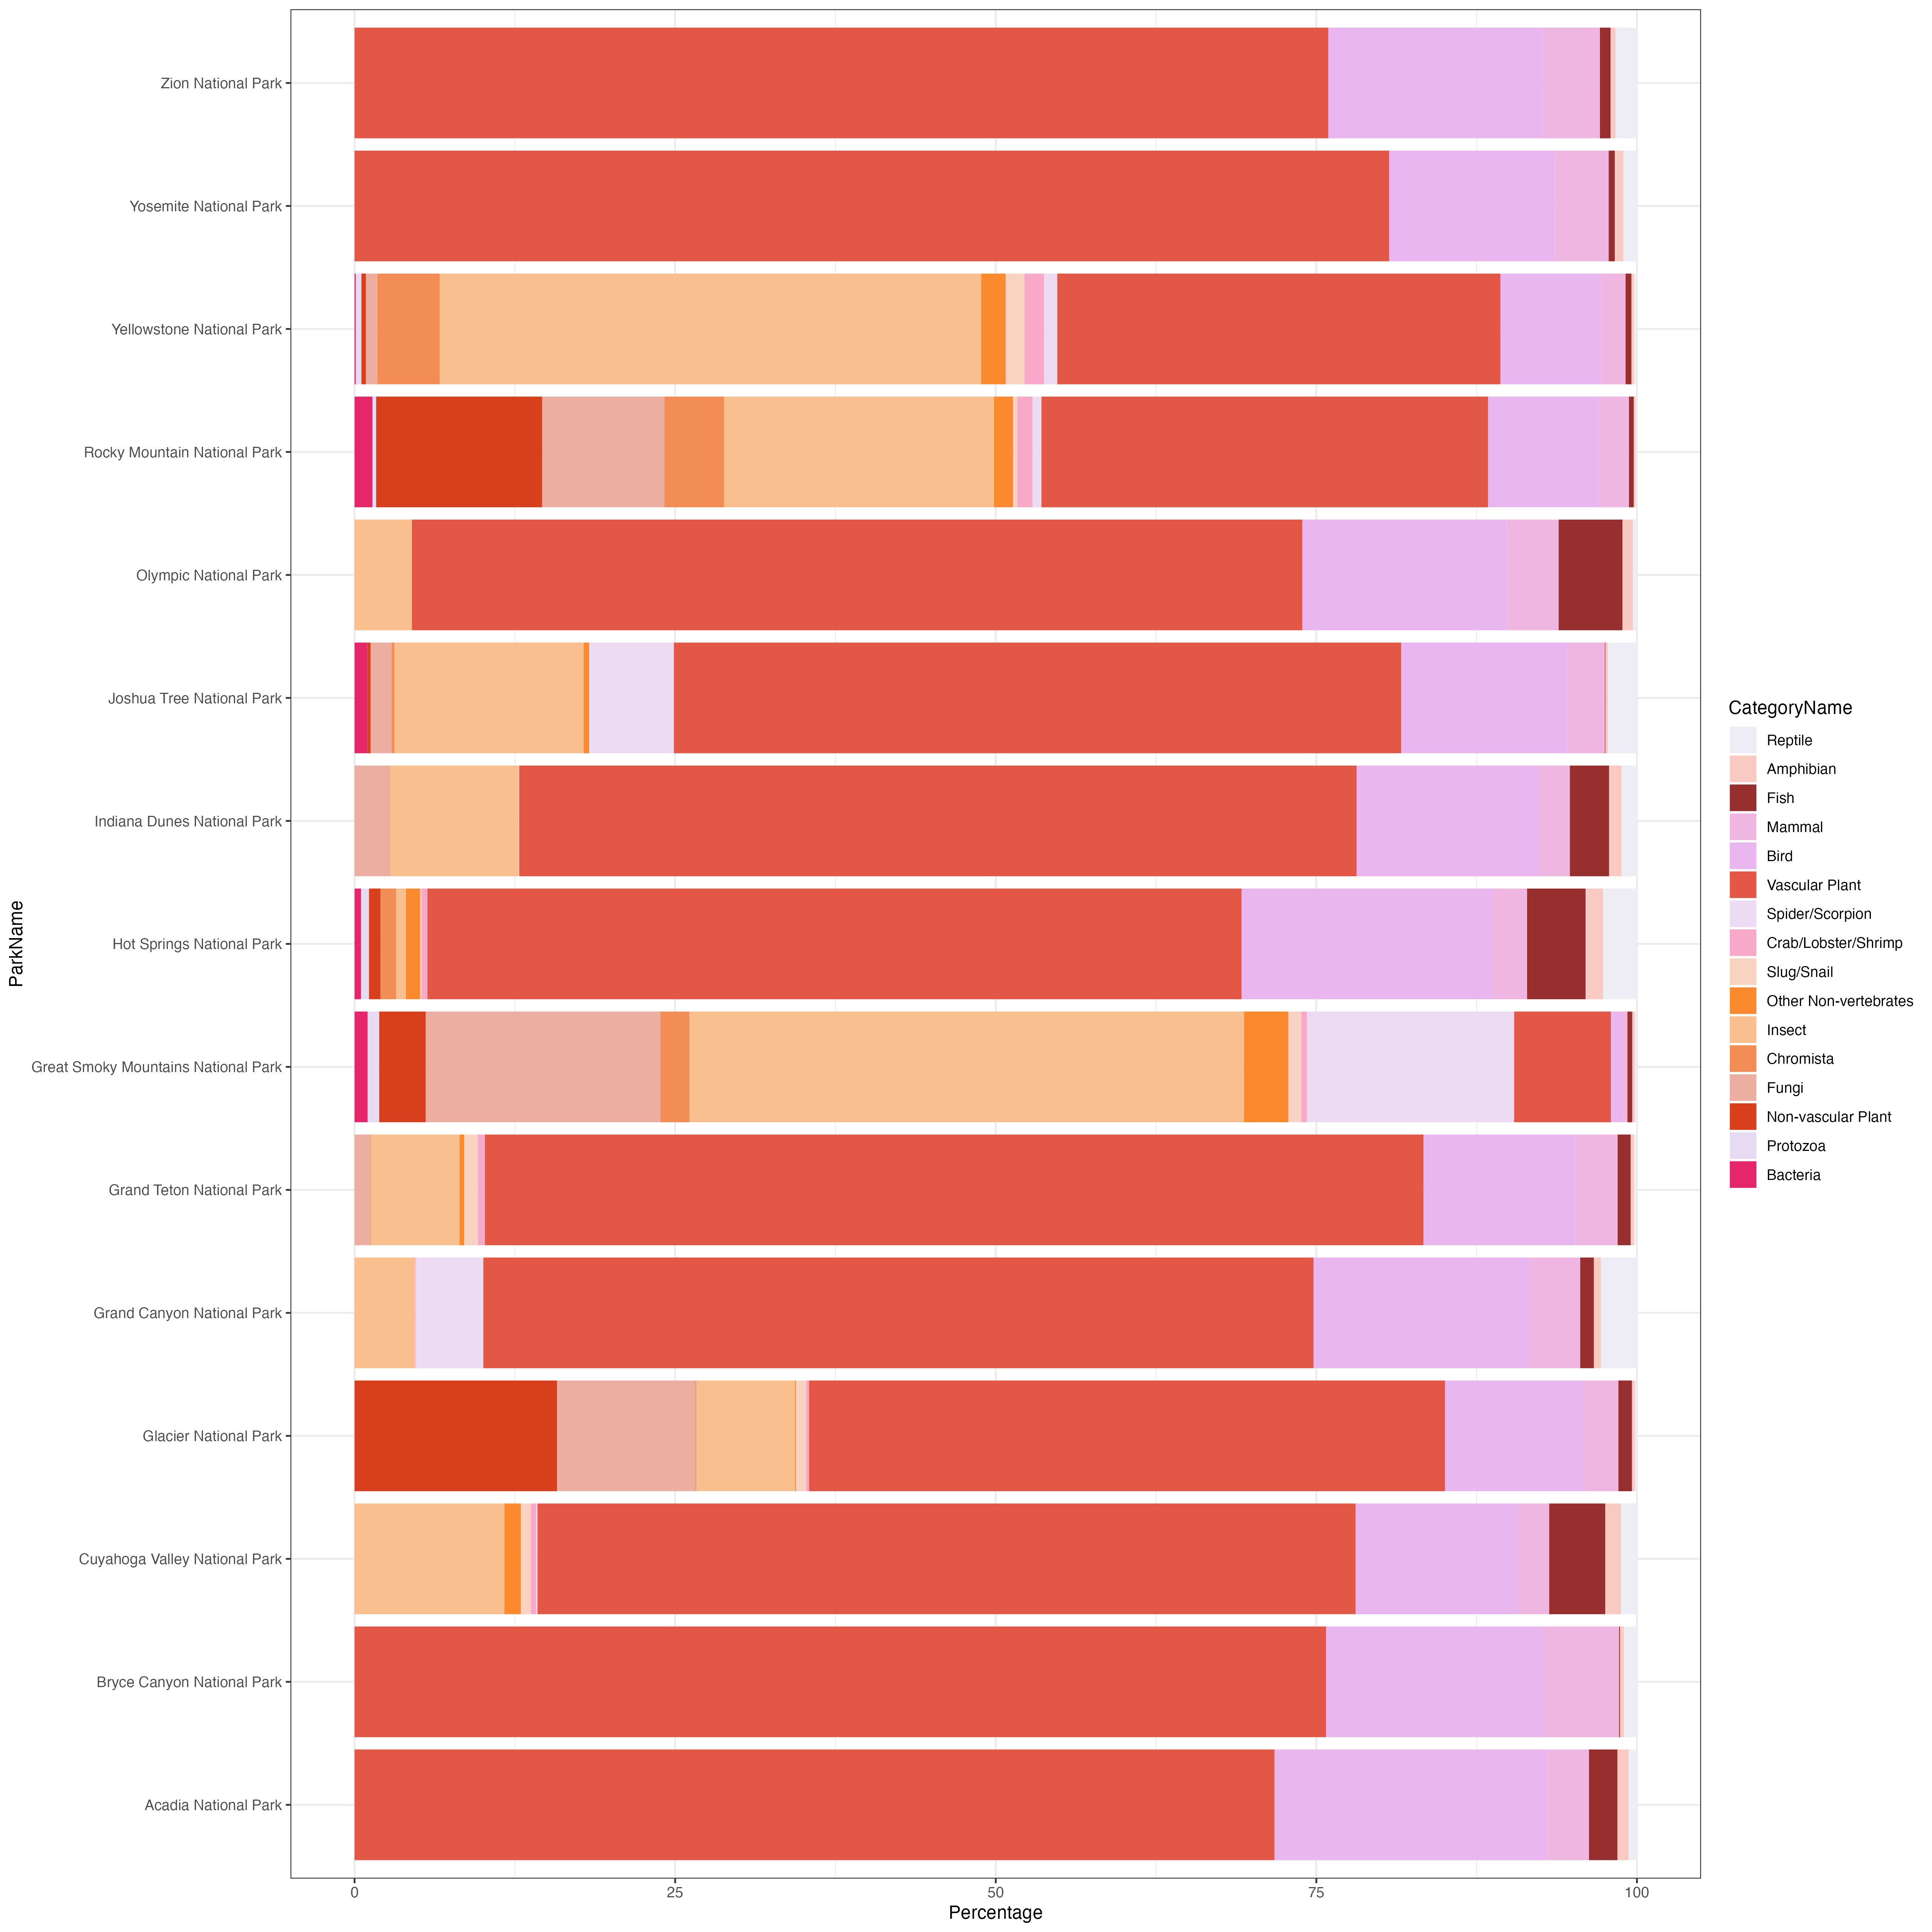 Zion National Park
Yosemite National Park
Yellowstone National Park
Rocky Mountain National Park
Olympic National Park
Joshua Tree National Park
Indiana Dunes National Park
Hot Springs National Park
Great Smoky Mountains National Park
Grand Teton National Park
Grand Canyon National Park
Glacier National Park
Cuyahoga Valley National Park
Bryce Canyon National Park
Acadia National Park
ParkName
0
25
50
75
100
Percentage
CategoryName
Reptile
Amphibian
Fish
Mammal
Bird
Vascular Plant
Spider/Scorpion
Crab/Lobster/Shrimp
Slug/Snail
Other Non-vertebrates
Insect
Chromista
Fungi
Non-vascular Plant
Protozoa
Bacteria